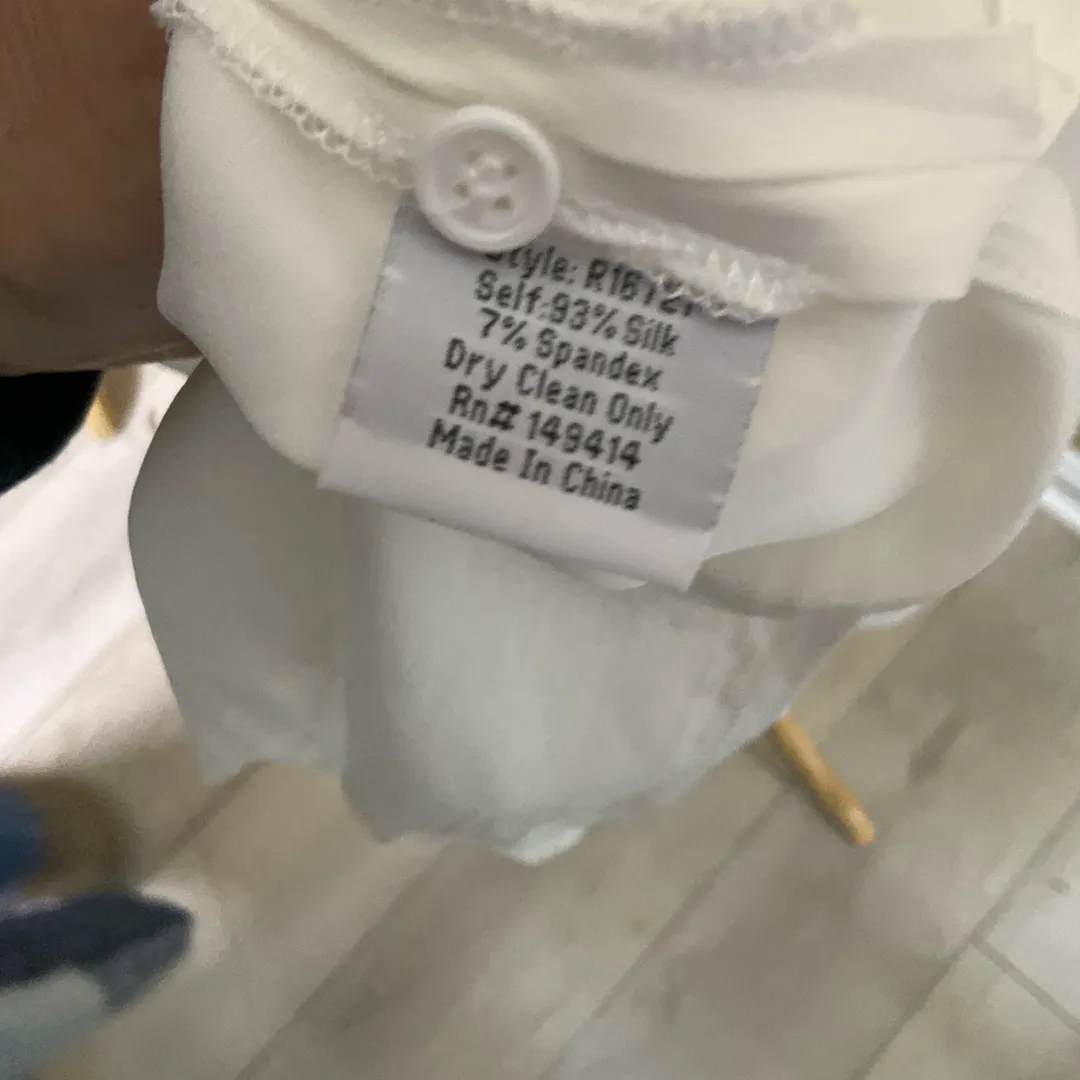 Style:
Self:93% Silk
7% Spandex
Dry Clean Only
Rn# 149414
Made In China